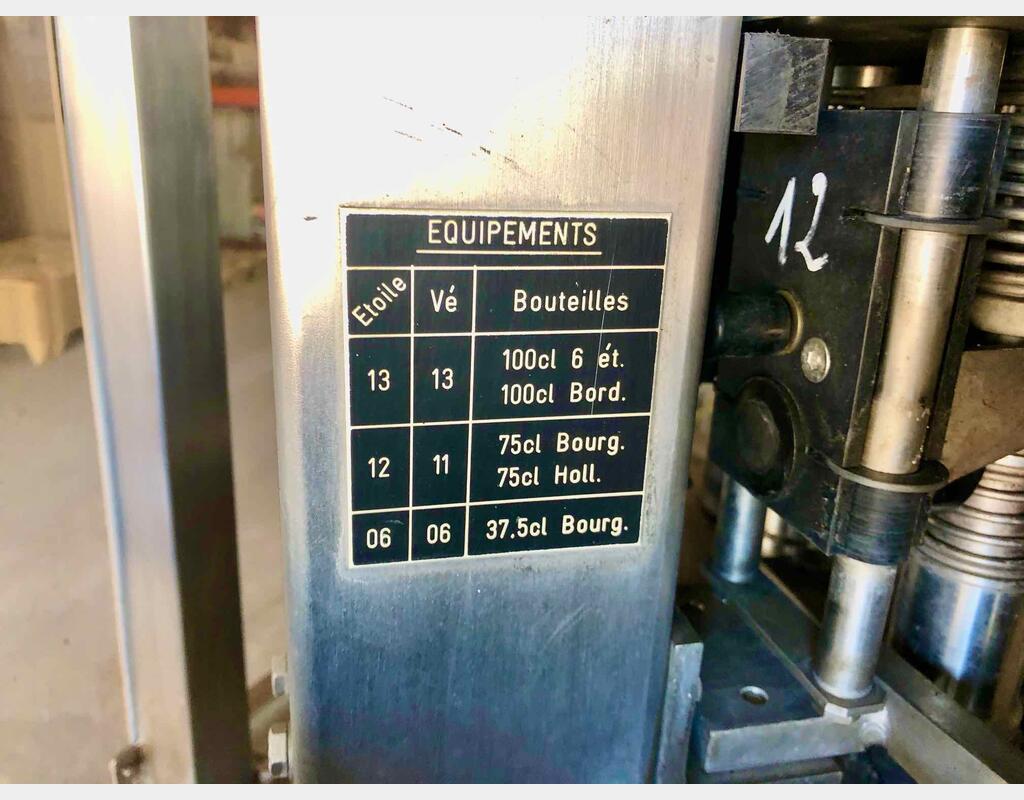 EQUIPEMENTS
Etoile Vé Bouteilles
13 13 100cl 6 ét.
100cl Bord.
12 11 75cl Bourg.
75cl Holl.
06 06 37.5cl Bourg.
12